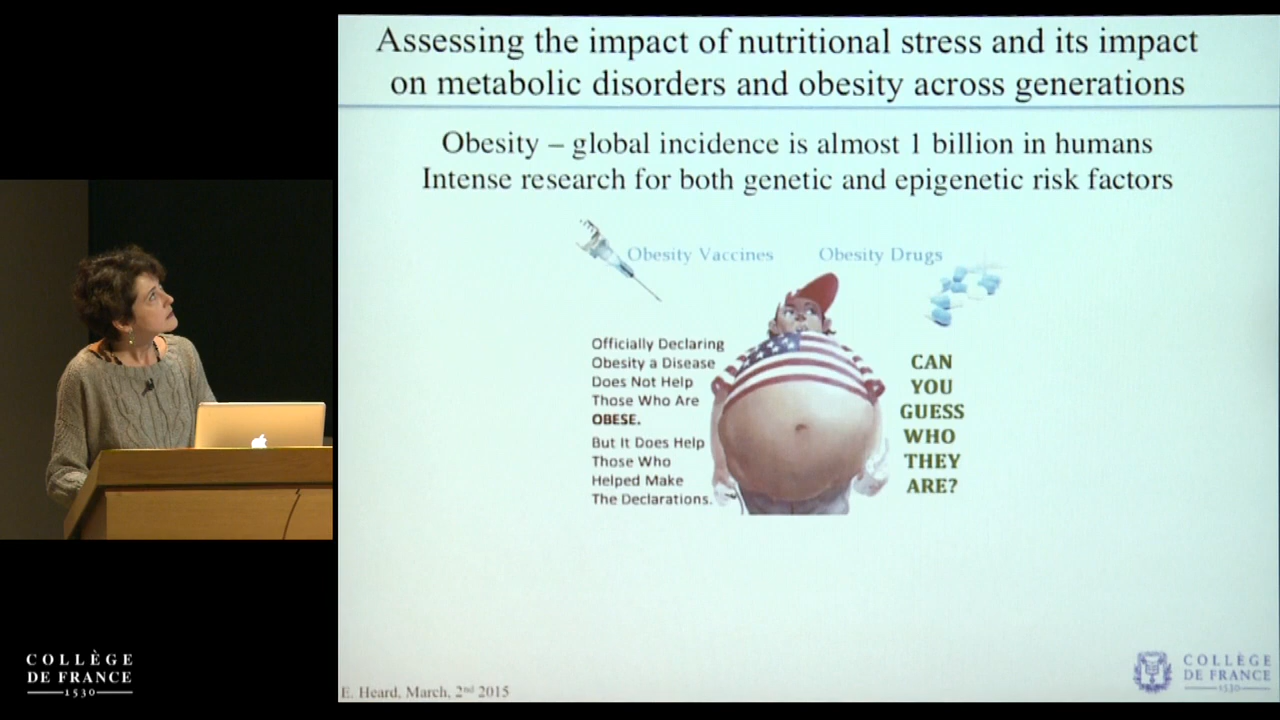 Assessing the impact of nutritional stress and its impact
on metabolic disorders and obesity across generations
Obesity – global incidence is almost 1 billion in humans
Intense research for both genetic and epigenetic risk factors
Obesity Vaccines
Obesity Drugs
Officially Declaring
Obesity a Disease
Does Not Help
Those Who Are
OBESE.
But It Does Help
Those Who
Helped Make
The Declarations.
CAN
YOU
GUESS
WHO
THEY
ARE?
E. Heard, March, 2nd 2015
COLLÈGE
DE FRANCE
1530
COLLÈGE
DE FRANCE
1530